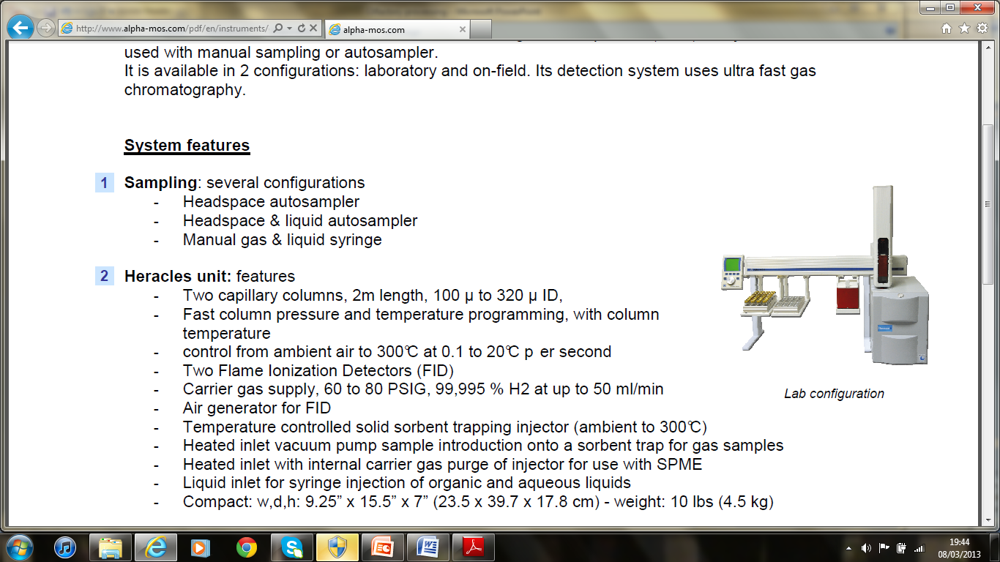 http://www.alpha-mos.com/pdf/en/instruments/
alpha-mos.com
used with manual sampling or autosampler.
It is available in 2 configurations: laboratory and on-field. Its detection system uses ultra fast gas
chromatography.
System features
1 Sampling: several configurations
- Headspace autosampler
- Headspace & liquid autosampler
- Manual gas & liquid syringe
2 Heracles unit: features
- Two capillary columns, 2m length, 100 µ to 320 µ ID,
- Fast column pressure and temperature programming, with column
temperature
- control from ambient air to 300°C at 0.1 to 20°C p er second
- Two Flame Ionization Detectors (FID)
- Carrier gas supply, 60 to 80 PSIG, 99,995 % H2 at up to 50 ml/min
- Air generator for FID
- Temperature controlled solid sorbent trapping injector (ambient to 300°C)
- Heated inlet vacuum pump sample introduction onto a sorbent trap for gas samples
- Heated inlet with internal carrier gas purge of injector for use with SPME
- Liquid inlet for syringe injection of organic and aqueous liquids
- Compact: w,d,h: 9.25” x 15.5” x 7” (23.5 x 39.7 x 17.8 cm) - weight: 10 lbs (4.5 kg)
Lab configuration
19:44
08/03/2013